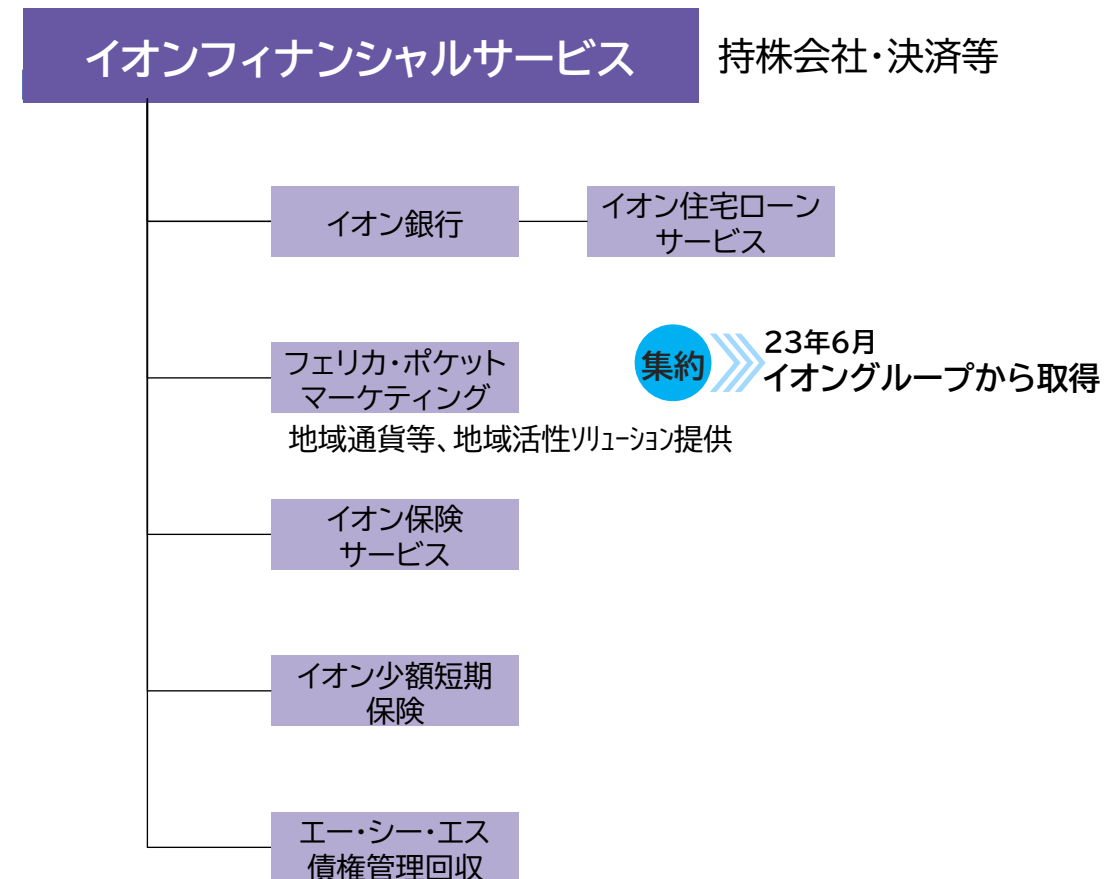 イオンフィナンシャルサービス
持株会社・決済等
イオン銀行
イオン住宅ローン
サービス
フェリカ・ポケット
マーケティング
集約
23年6月
イオングループから取得
地域通貨等、地域活性ｿﾘｭｰｼｮﾝ提供
イオン保険
サービス
イオン少額短期
保険
エー・シー・エス
債権管理回収